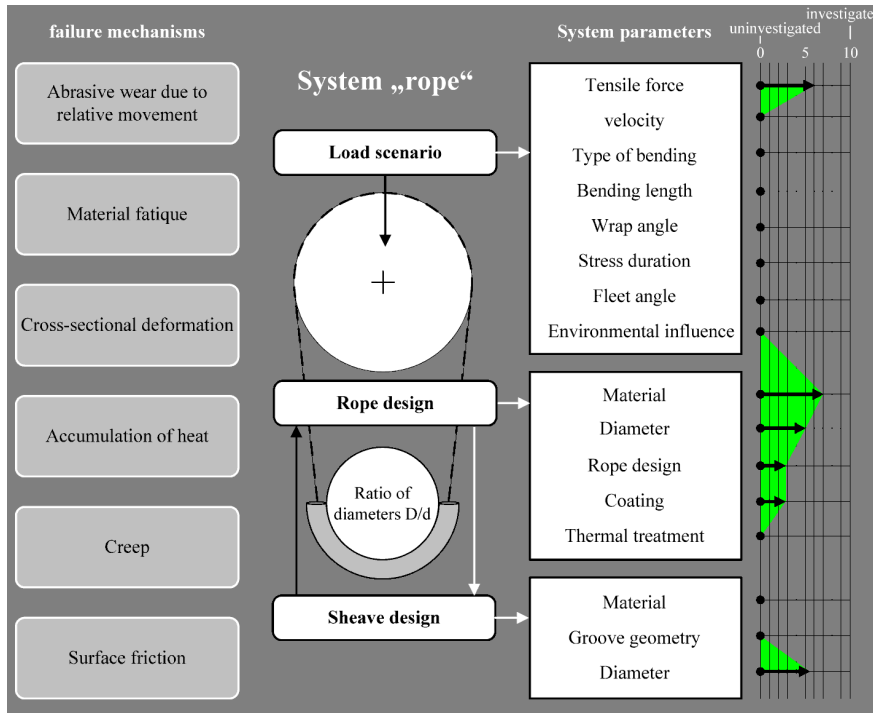 failure mechanisms
Abrasive wear due to
relative movement
Material fatique
Cross-sectional deformation
Accumulation of heat
Creep
Surface friction
System „rope“
Load scenario
Rope design
Ratio of
diameters D/d
Sheave design
System parameters
Tensile force
velocity
Type of bending
Bending length
Wrap angle
Stress duration
Fleet angle
Environmental influence
Material
Diameter
Rope design
Coating
Thermal treatment
Material
Groove geometry
Diameter
investigate
uninvestigated
0 5 10